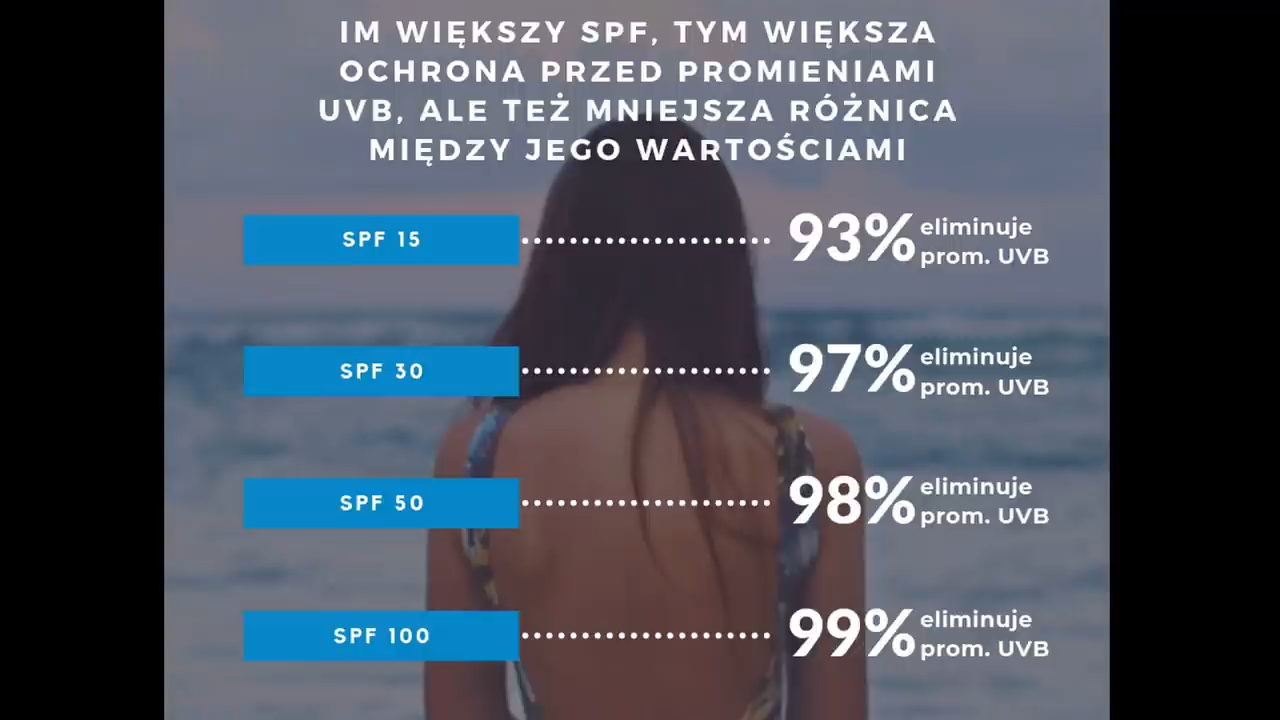 IM WIĘKSZY SPF, TYM WIĘKSZA
OCHRONA PRZED PROMIENIAMI
UVB, ALE TEŻ MNIEJSZA RÓŻNICA
MIĘDZY JEGO WARTOŚCIAMI
SPF 15 93% eliminuje
prom. UVB
SPF 30 97% eliminuje
prom. UVB
SPF 50 98% eliminuje
prom. UVB
SPF 100 99% eliminuje
prom. UVB